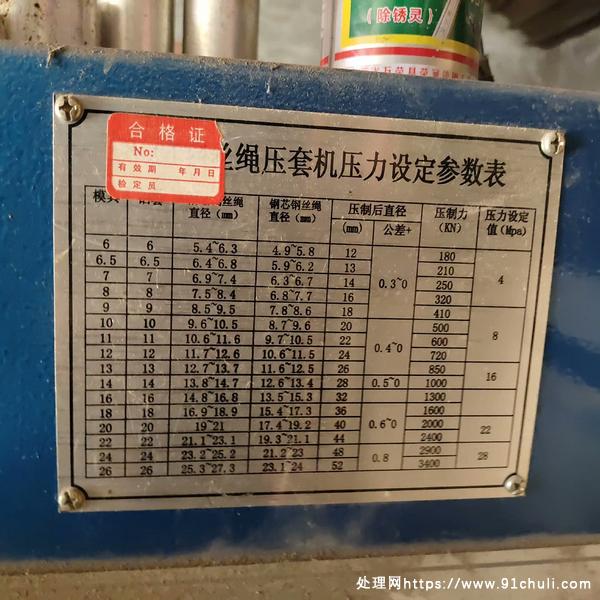 (除锈灵)
合格证
No:
有效期 年 月 日
检定员
丝绳压套机压力设定参数表
模具 丝绳 直径(mm) 钢芯钢丝绳 直径(mm) 压制后直径 (mm) 公差+ 压制力 (KN) 压力设定 值(Mpa)
6 6 5.4~6.3 4.9~5.8 12 0.3~0 180 4
6.5 6.5 6.4~6.8 5.9~6.2 13 210
7 7 6.9~7.4 6.3~6.7 14 250
8 8 7.5~8.4 6.8~7.7 16 320
9 9 8.5~9.5 7.8~8.6 18 0.4~0 410 8
10 10 9.6~10.5 8.7~9.6 20 500
11 11 10.6~11.6 9.7~10.5 22 600
12 12 11.7~12.6 10.6~11.5 24 720
13 13 12.7~13.7 11.6~12.5 26 850 16
14 14 13.8~14.7 12.6~13.4 28 0.5~0 1000
16 16 14.8~16.8 13.5~15.3 32 1300
18 18 16.9~18.9 15.4~17.3 36 0.6~0 1600 22
20 20 19~21 17.4~19.2 40 2000
22 22 21.1~23.1 19.3~21.1 44 2400
24 24 23.2~25.2 21.2~23 48 0.8 2900 28
26 26 25.3~27.3 23.1~24 52 3400
处理网https://www.91chuli.com/